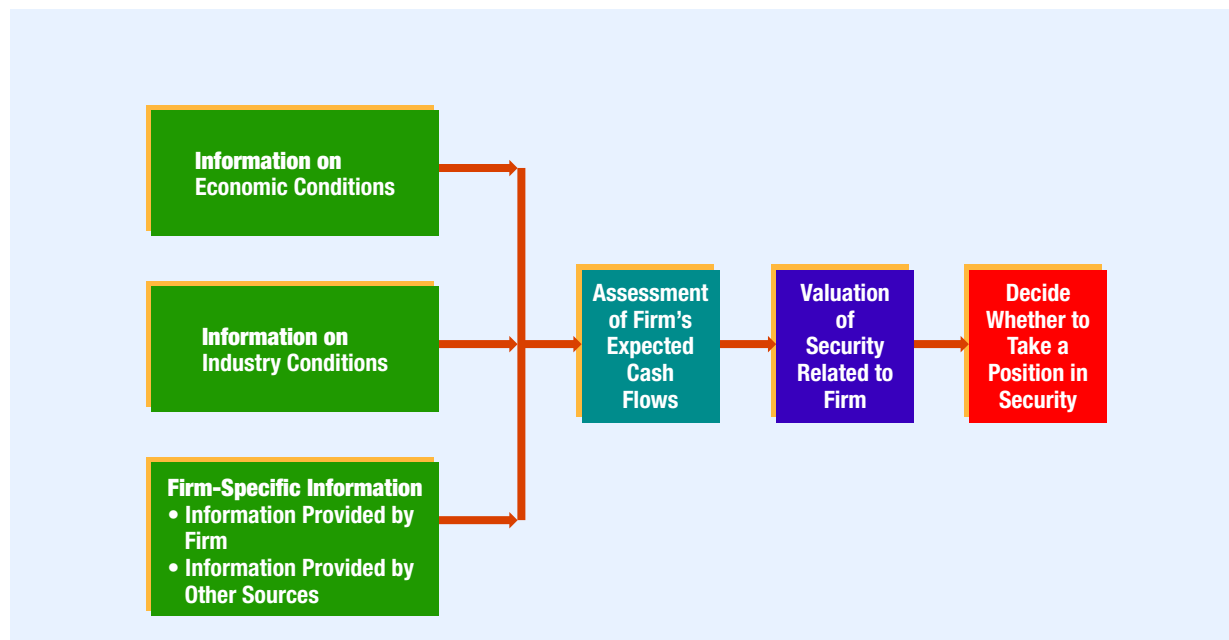 Information on
Economic Conditions
Information on
Industry Conditions
Firm-Specific Information
• Information Provided by
Firm
• Information Provided by
Other Sources
Assessment
of Firm’s
Expected
Cash
Flows
Valuation
of
Security
Related to
Firm
Decide
Whether to
Take a
Position in
Security